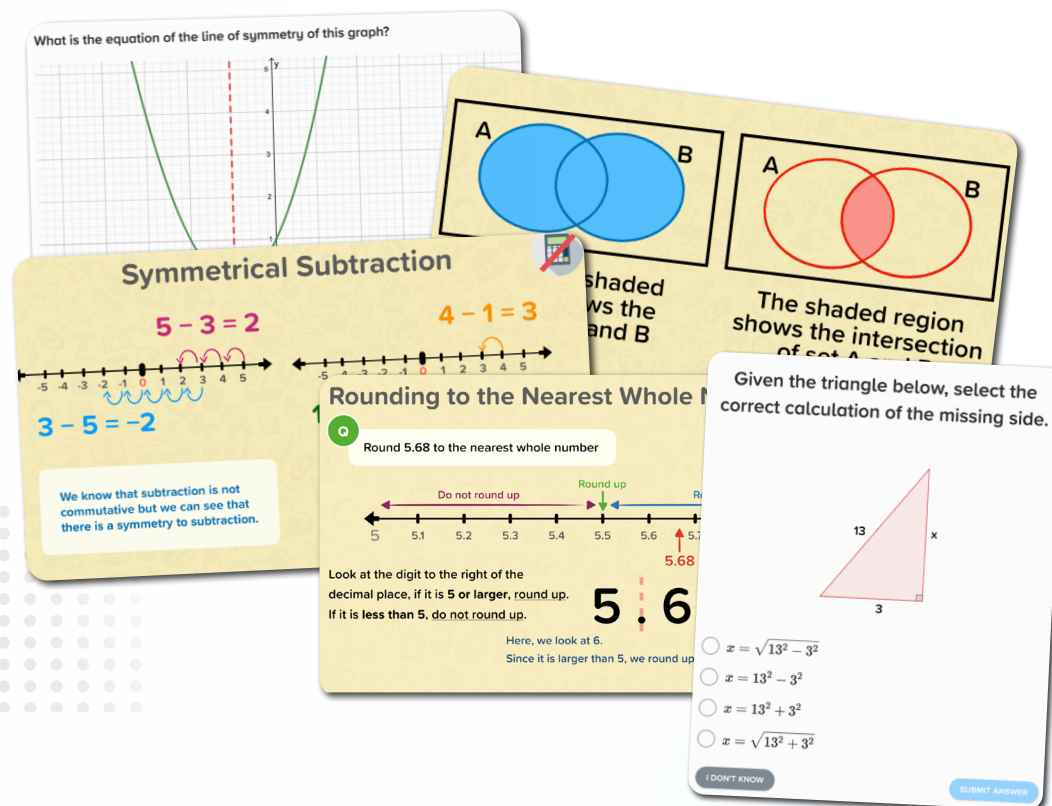 What is the equation of the line of symmetry of this graph?
y
5
4
3
2
1
A
B
A
B
shaded
ws the
and B
The shaded region
shows the intersection
Symmetrical Subtraction
5 − 3 = 2
-5 -4 -3 -2 -1 0 1 2 3 4 5
3 − 5 = −2
4 − 1 = 3
-5 0 1 2 3 4 5
We know that subtraction is not
commutative but we can see that
there is a symmetry to subtraction.
Rounding to the Nearest Whole
Q
Round 5.68 to the nearest whole number
Round up
Do not round up
5 5.1 5.2 5.3 5.4 5.5 5.6 5.7
5.68
Look at the digit to the right of the
decimal place, if it is 5 or larger, round up.
If it is less than 5, do not round up.
5.6
Here, we look at 6.
Since it is larger than 5, we round up
Given the triangle below, select the
correct calculation of the missing side.
13
x
3
x = √(13² − 3²)
x = 13² − 3²
x = 13² + 3²
x = √(13² + 3²)
I DON'T KNOW
SUBMIT ANSWER